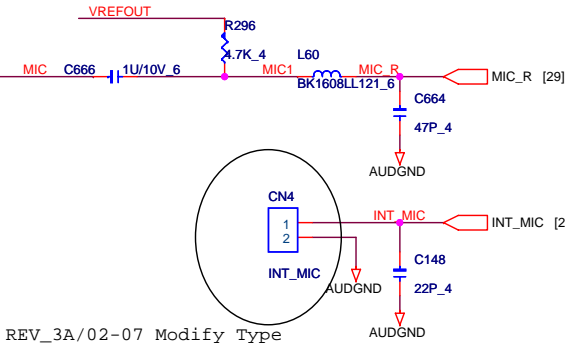 VREFOUT
R296
4.7K_4
L60
MIC C666 1U/10V_6 MIC1 MIC_R MIC_R [29]
BK1608LL121_6
C664
47P_4
AUDGND
CN4
1 INT_MIC INT_MIC [2
2
INT_MIC
C148
AUDGND 22P_4
REV_3A/02-07 Modify Type
AUDGND